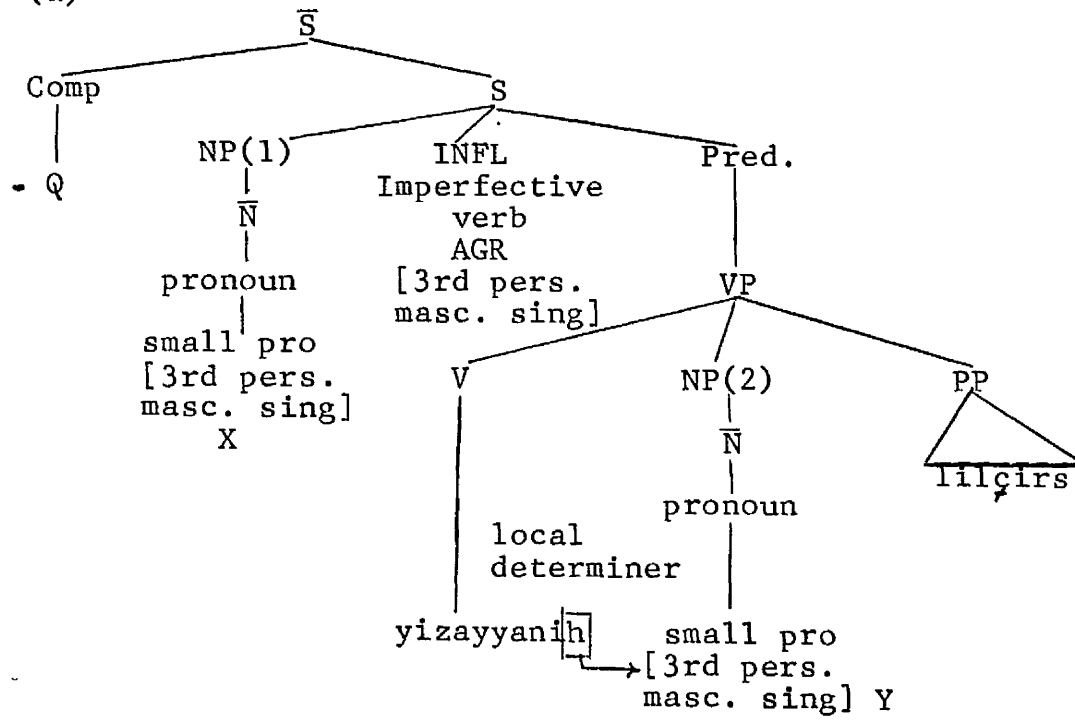 S̅
Comp
S
NP(1) INFL Pred.
- Q
Imperfective
N̅
verb
AGR
pronoun
[3rd pers.
VP
masc. sing]
small pro
[3rd pers.
V NP(2) PP
masc. sing]
X
N̅
lilçirs
pronoun
local
determiner
yizayyanih small pro
[3rd pers.
masc. sing] Y